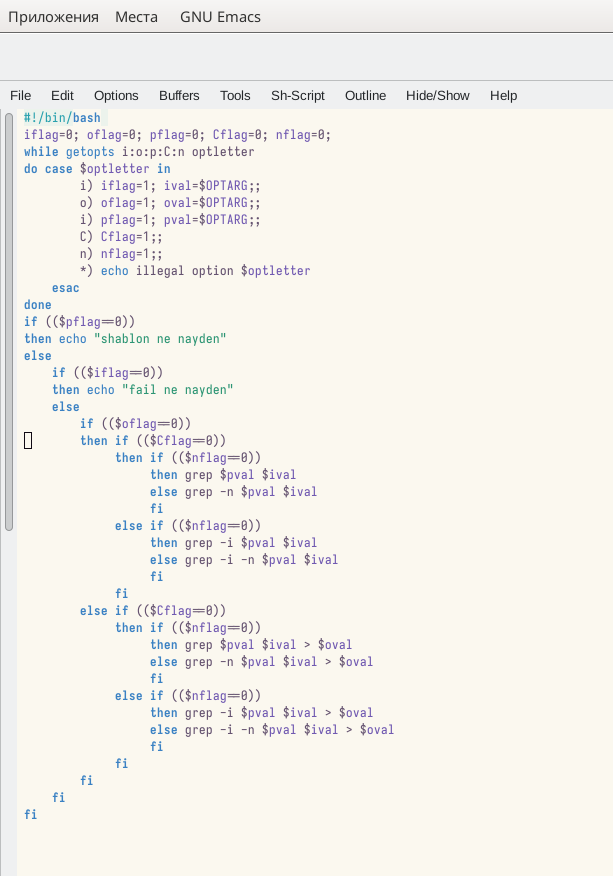 Приложения Места GNU Emacs
File Edit Options Buffers Tools Sh-Script Outline Hide/Show Help
#!/bin/bash
iflag=0; oflag=0; pflag=0; Cflag=0; nflag=0;
while getopts i:o:p:C:n optletter
do case $optletter in
i) iflag=1; ival=$OPTARG;;
o) oflag=1; oval=$OPTARG;;
i) pflag=1; pval=$OPTARG;;
C) Cflag=1;;
n) nflag=1;;
*) echo illegal option $optletter
esac
done
if (($pflag==0))
then echo "shablon ne nayden"
else
if (($iflag==0))
then echo "fail ne nayden"
else
if (($oflag==0))
then if (($Cflag==0))
then if (($nflag==0))
then grep $pval $ival
else grep -n $pval $ival
fi
else if (($nflag==0))
then grep -i $pval $ival
else grep -i -n $pval $ival
fi
fi
else if (($Cflag==0))
then if (($nflag==0))
then grep $pval $ival > $oval
else grep -n $pval $ival > $oval
fi
else if (($nflag==0))
then grep -i $pval $ival > $oval
else grep -i -n $pval $ival > $oval
fi
fi
fi
fi
fi